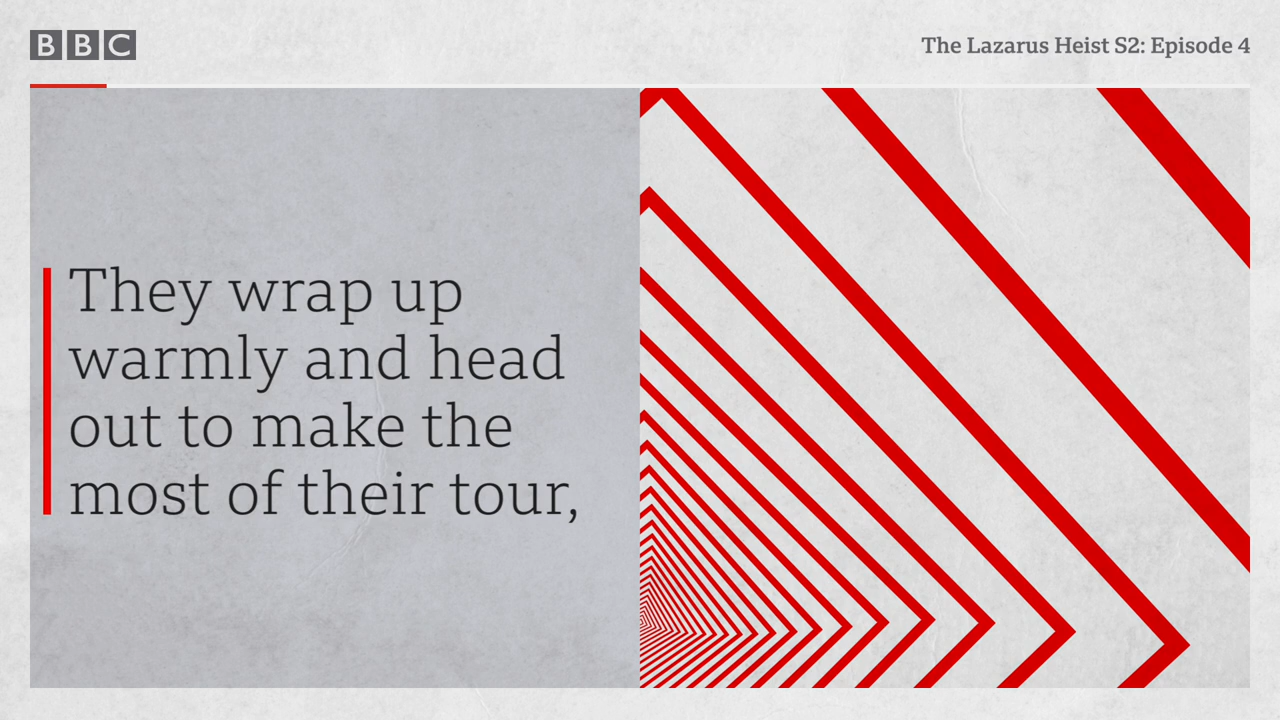 BBC
The Lazarus Heist S2: Episode 4
They wrap up
warmly and head
out to make the
most of their tour,